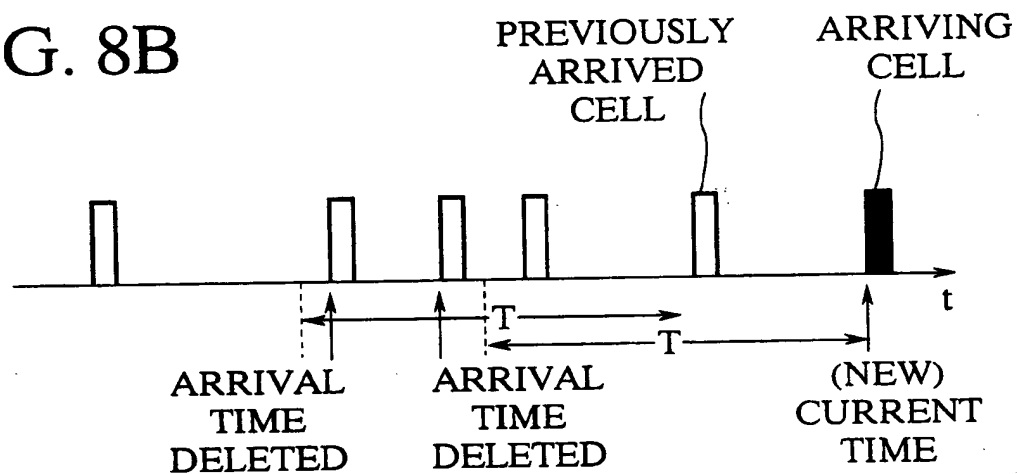 G. 8B
PREVIOUSLY
ARRIVED
CELL
ARRIVING
CELL
t
T
T
ARRIVAL
TIME
DELETED
ARRIVAL
TIME
DELETED
(NEW)
CURRENT
TIME